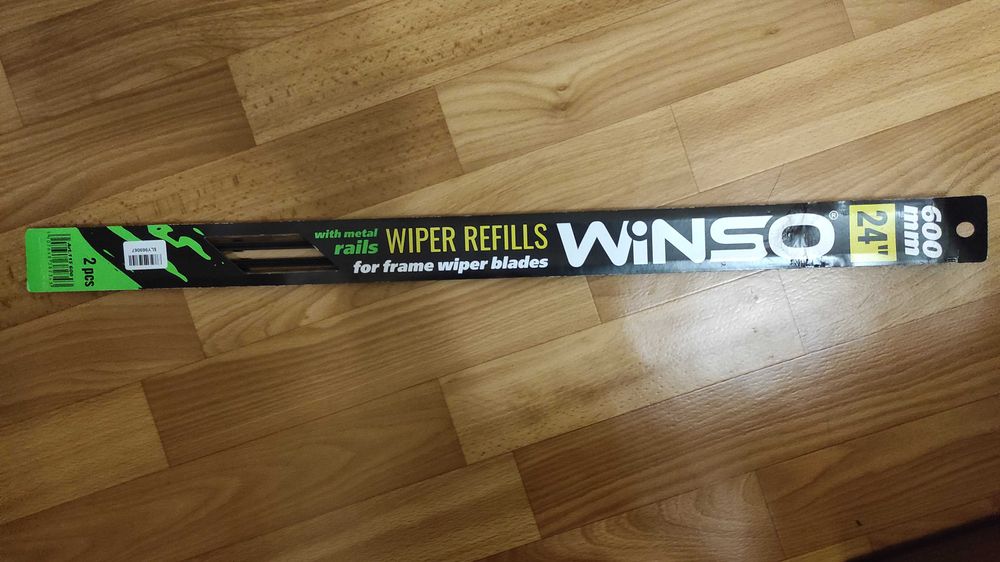 2 pcs
with metal
rails
WIPER REFILLS
for frame wiper blades
WiNSO®
24"
600
mm